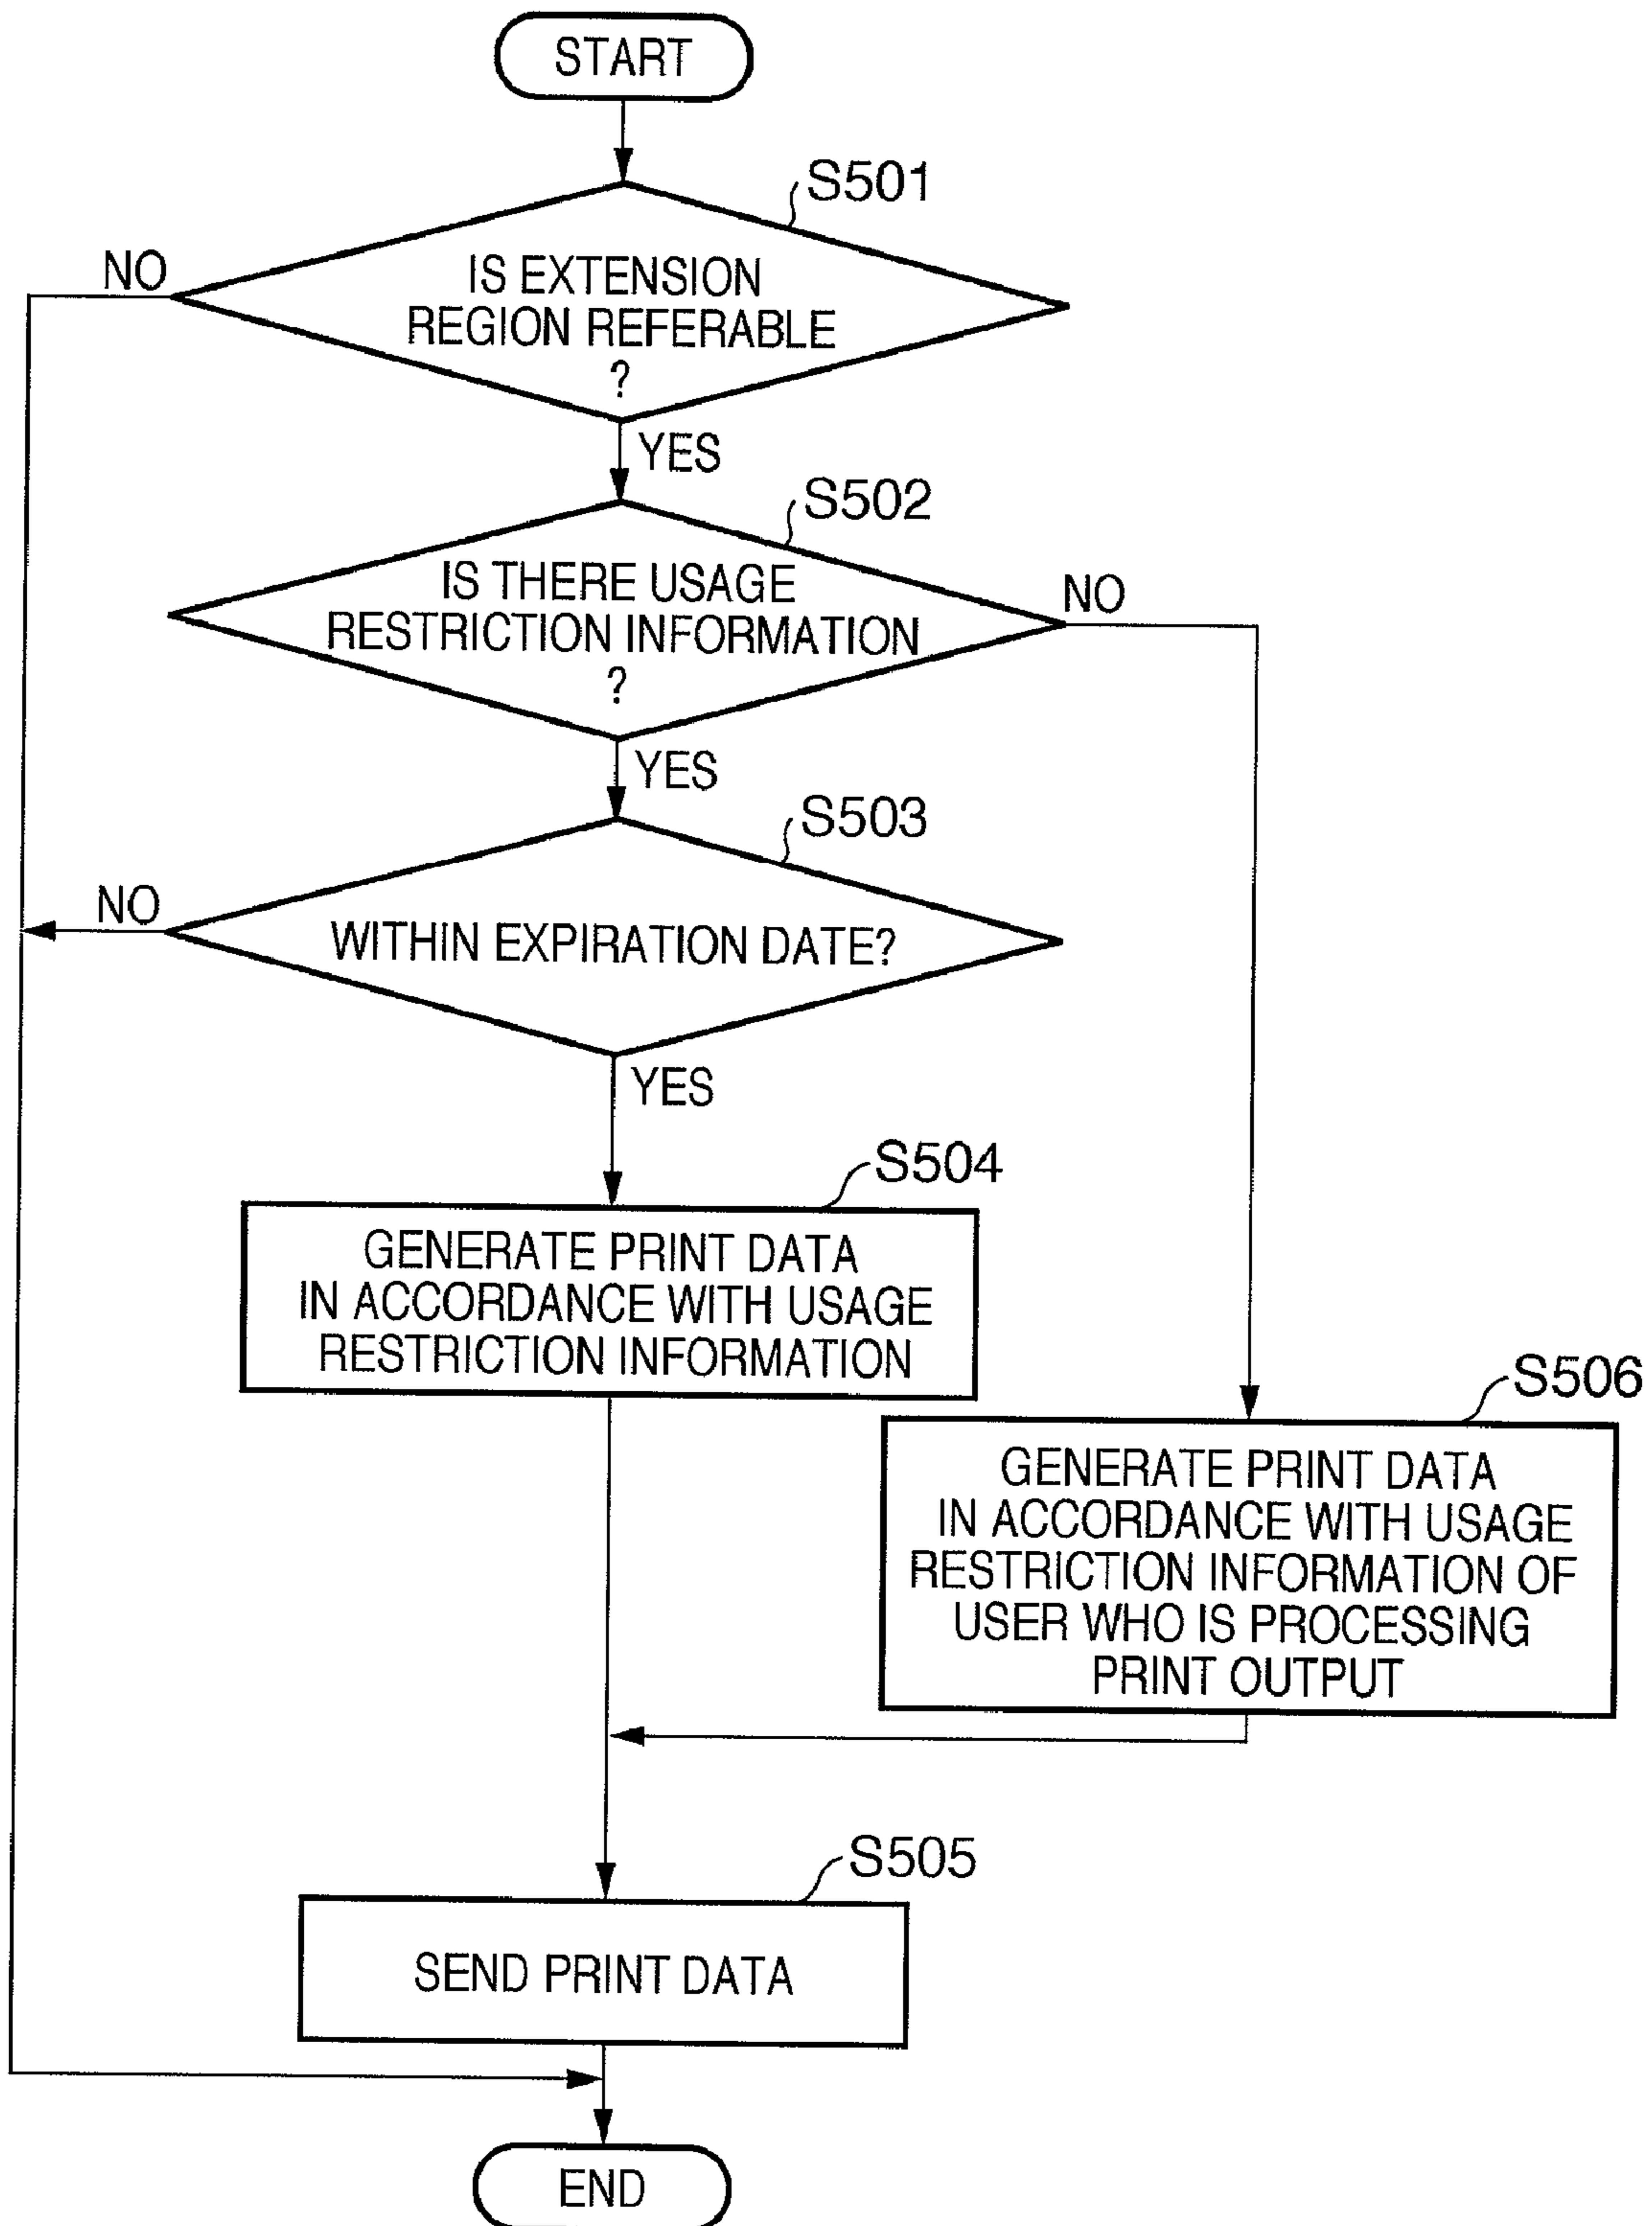 START
S501
NO
IS EXTENSION
REGION REFERABLE
?
YES
S502
IS THERE USAGE
RESTRICTION INFORMATION
?
NO
YES
S503
NO
WITHIN EXPIRATION DATE?
YES
S504
GENERATE PRINT DATA
IN ACCORDANCE WITH USAGE
RESTRICTION INFORMATION
S506
GENERATE PRINT DATA
IN ACCORDANCE WITH USAGE
RESTRICTION INFORMATION OF
USER WHO IS PROCESSING
PRINT OUTPUT
S505
SEND PRINT DATA
END